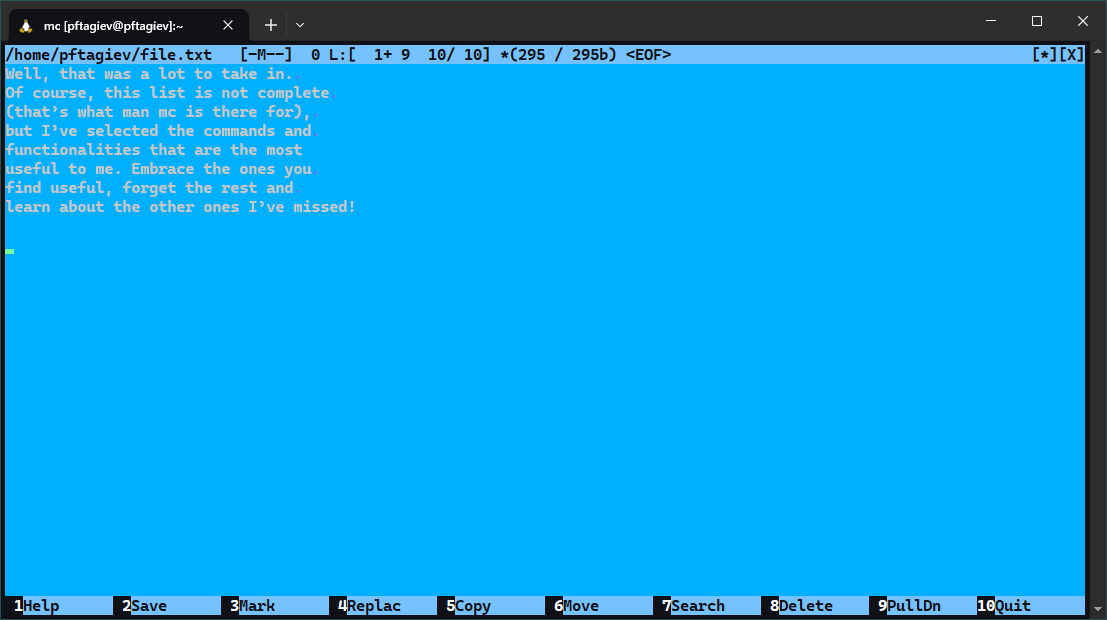 mc [pftagiev@pftagiev]:~
/home/pftagiev/file.txt   [-M--]  0 L:[  1+ 9  10/ 10] *(295 / 295b) <EOF>   [*][X]
Well, that was a lot to take in.
Of course, this list is not complete
(that’s what man mc is there for),
but I’ve selected the commands and
functionalities that are the most
useful to me. Embrace the ones you
find useful, forget the rest and
learn about the other ones I’ve missed!
1Help 2Save 3Mark 4Replac 5Copy 6Move 7Search 8Delete 9PullDn 10Quit